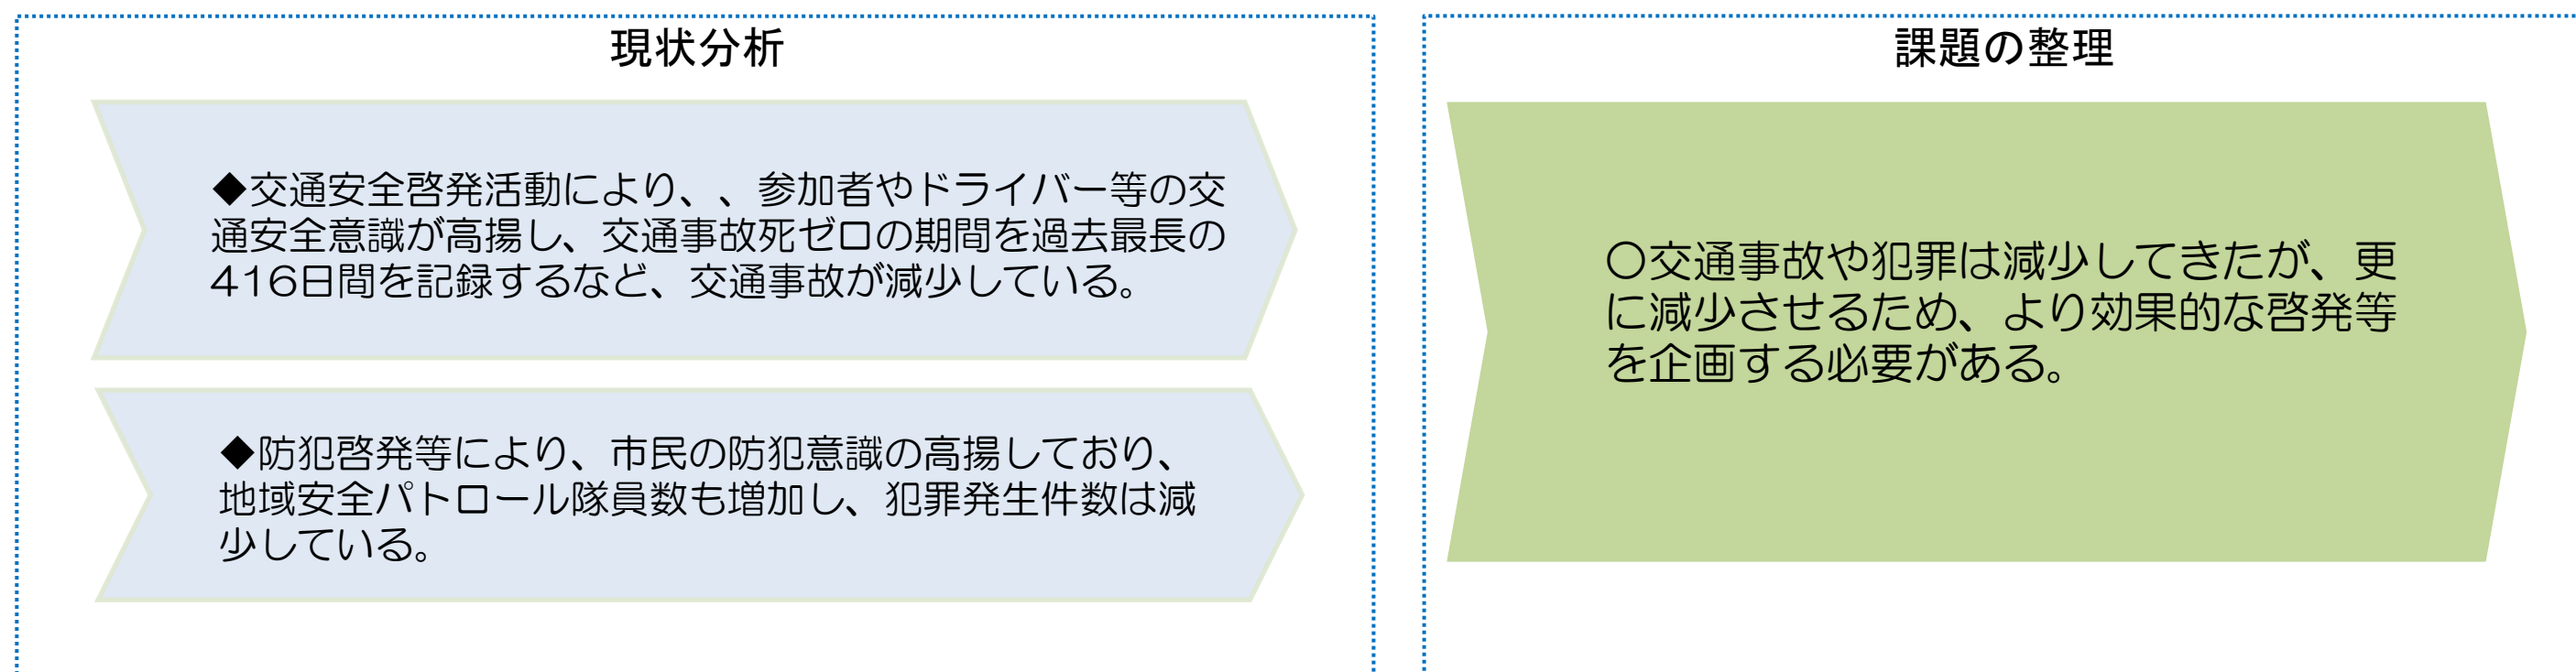 現状分析
◆交通安全啓発活動により、、参加者やドライバー等の交
通安全意識が高揚し、交通事故死ゼロの期間を過去最長の
416日間を記録するなど、交通事故が減少している。
◆防犯啓発等により、市民の防犯意識の高揚しており、
地域安全パトロール隊員数も増加し、犯罪発生件数は減
少している。
課題の整理
〇交通事故や犯罪は減少してきたが、更
に減少させるため、より効果的な啓発等
を企画する必要がある。